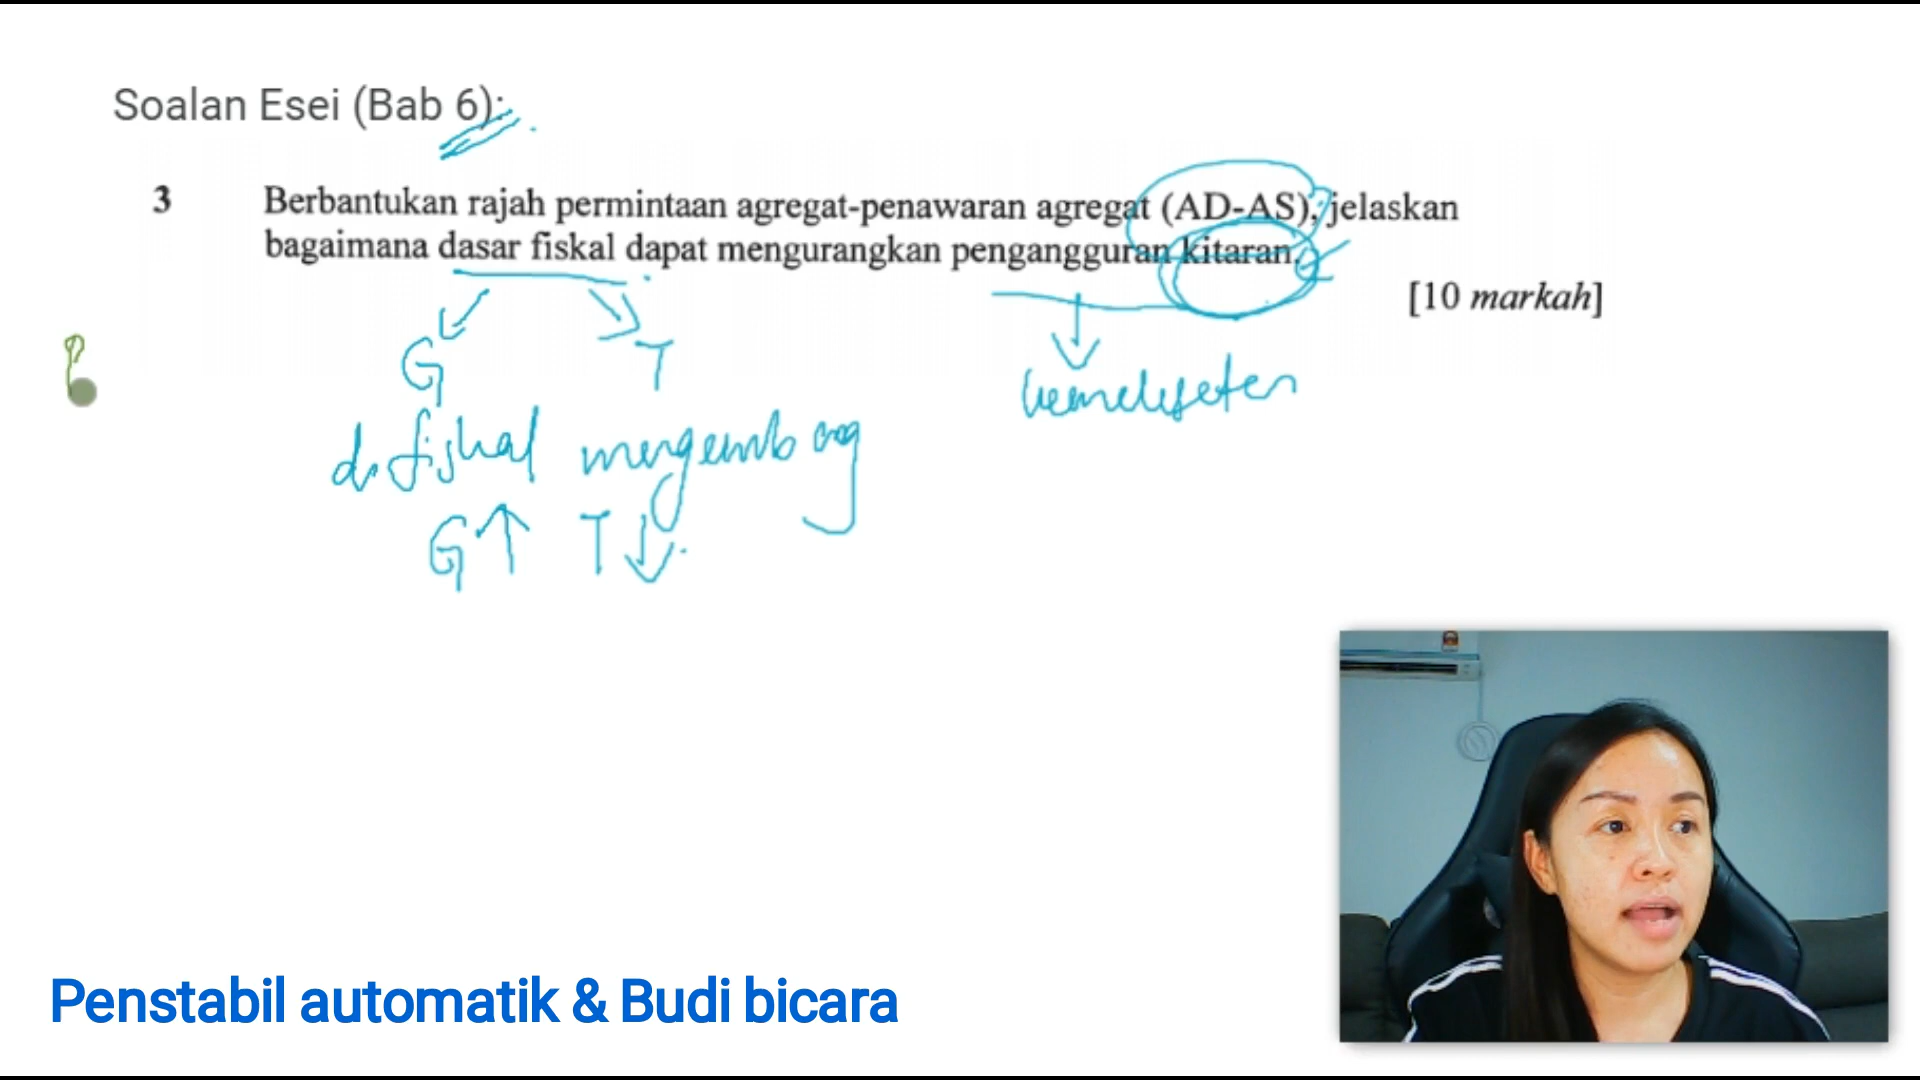 Soalan Esei (Bab 6):
3 Berbantukan rajah permintaan agregat-penawaran agregat (AD-AS), jelaskan
bagaimana dasar fiskal dapat mengurangkan pengangguran kitaran.
[10 markah]
G T
kemelesetan
d. fiskal mengembang
G↑ T↓
Penstabil automatik & Budi bicara